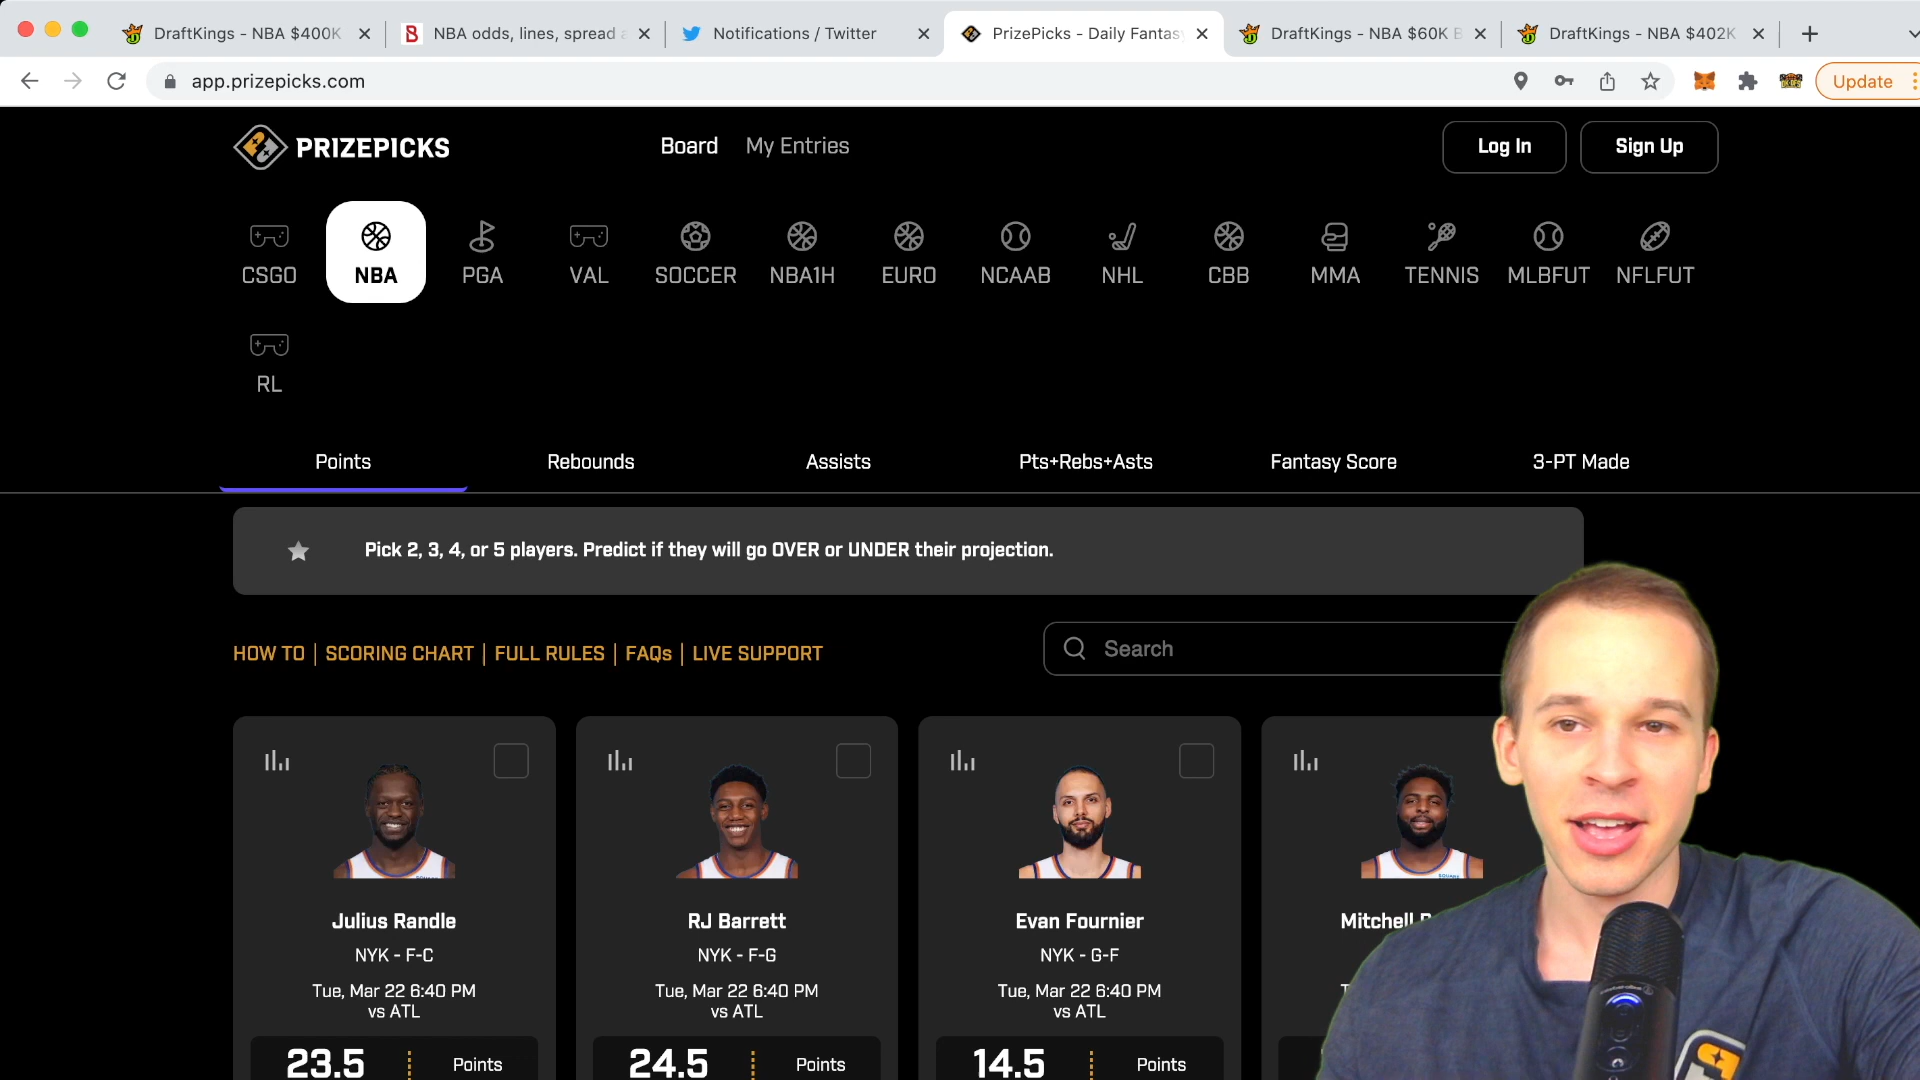 DraftKings - NBA $400K
NBA odds, lines, spread
Notifications / Twitter
PrizePicks - Daily Fantasy
DraftKings - NBA $60K B
DraftKings - NBA $402K
app.prizepicks.com
Update
PRIZEPICKS
Board
My Entries
Log In
Sign Up
CSGO
NBA
PGA
VAL
SOCCER
NBA1H
EURO
NCAAB
NHL
CBB
MMA
TENNIS
MLBFUT
NFLFUT
RL
Points
Rebounds
Assists
Pts+Rebs+Asts
Fantasy Score
3-PT Made
Pick 2, 3, 4, or 5 players. Predict if they will go OVER or UNDER their projection.
HOW TO | SCORING CHART | FULL RULES | FAQs | LIVE SUPPORT
Search
Julius Randle
NYK - F-C
Tue, Mar 22 6:40 PM
vs ATL
23.5 Points
RJ Barrett
NYK - F-G
Tue, Mar 22 6:40 PM
vs ATL
24.5 Points
Evan Fournier
NYK - G-F
Tue, Mar 22 6:40 PM
vs ATL
14.5 Points
Mitchell